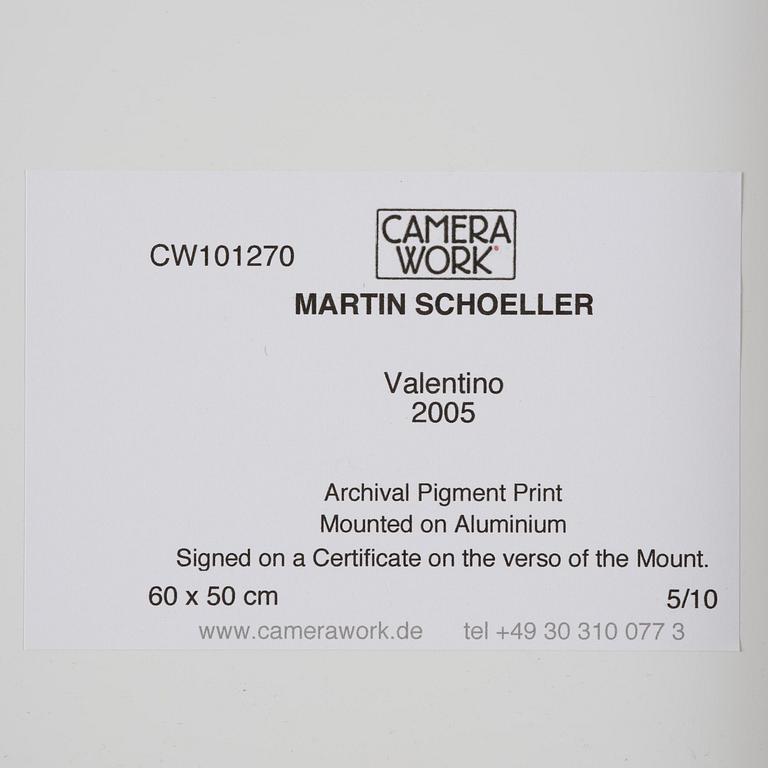 CW101270
CAMERA
WORK
MARTIN SCHOELLER
Valentino
2005
Archival Pigment Print
Mounted on Aluminium
Signed on a Certificate on the verso of the Mount.
60 x 50 cm 5/10
www.camerawork.de tel +49 30 310 077 3